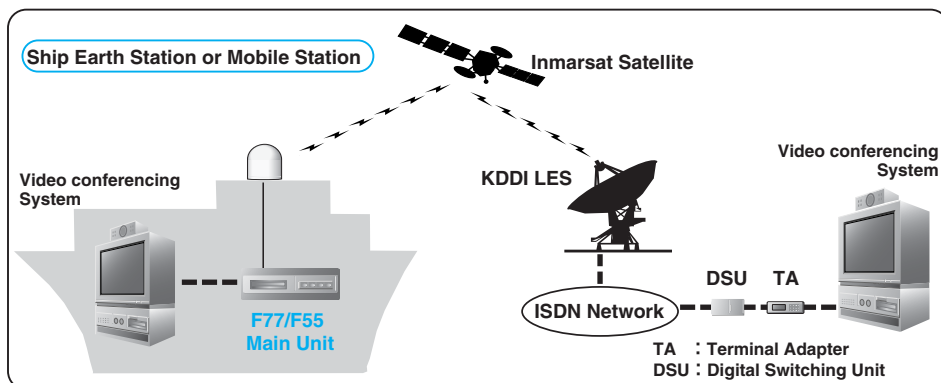 Ship Earth Station or Mobile Station
Inmarsat Satellite
Video conferencing
System
KDDI LES
Video conferencing
System
F77/F55
Main Unit
ISDN Network
DSU
TA
TA : Terminal Adapter
DSU : Digital Switching Unit